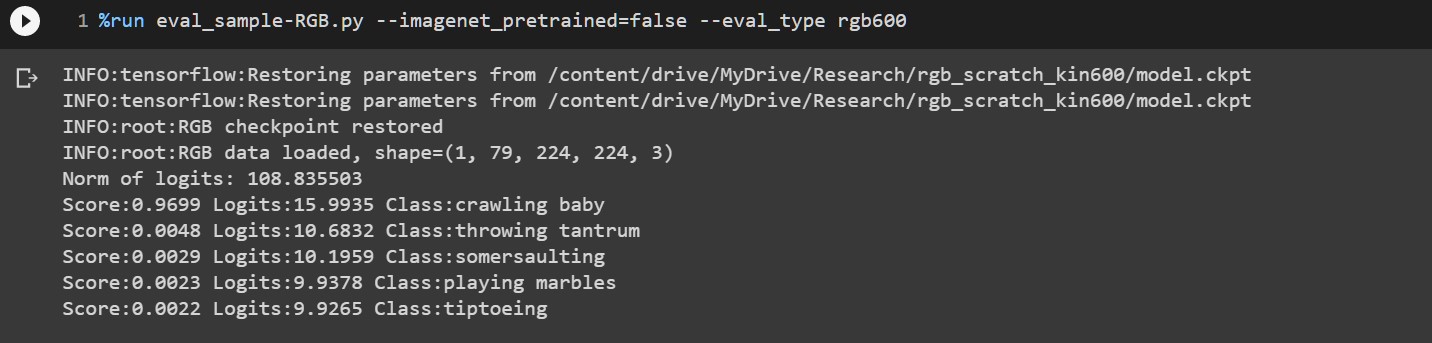 1 %run eval_sample-RGB.py --imagenet_pretrained=false --eval_type rgb600
INFO:tensorflow:Restoring parameters from /content/drive/MyDrive/Research/rgb_scratch_kin600/model.ckpt
INFO:tensorflow:Restoring parameters from /content/drive/MyDrive/Research/rgb_scratch_kin600/model.ckpt
INFO:root:RGB checkpoint restored
INFO:root:RGB data loaded, shape=(1, 79, 224, 224, 3)
Norm of logits: 108.835503
Score:0.9699 Logits:15.9935 Class:crawling baby
Score:0.0048 Logits:10.6832 Class:throwing tantrum
Score:0.0029 Logits:10.1959 Class:somersaulting
Score:0.0023 Logits:9.9378 Class:playing marbles
Score:0.0022 Logits:9.9265 Class:tiptoeing